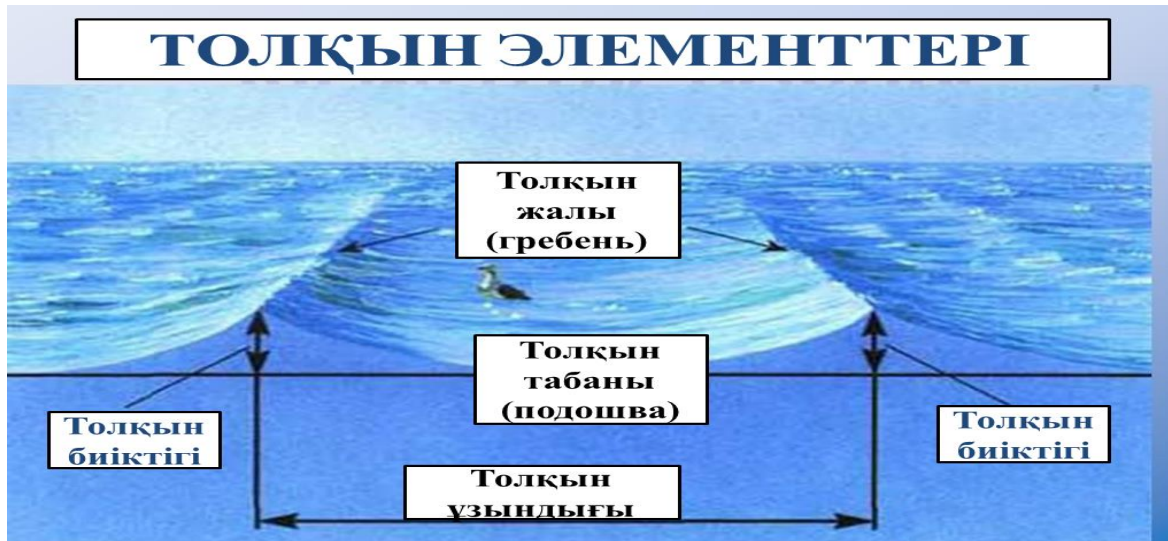 ТОЛҚЫН ЭЛЕМЕНТТЕРІ
Толқын
жалы
(гребень)
Толқын
табаны
(подошва)
Толқын
биіктігі
Толқын
биіктігі
Толқын
ұзындығы